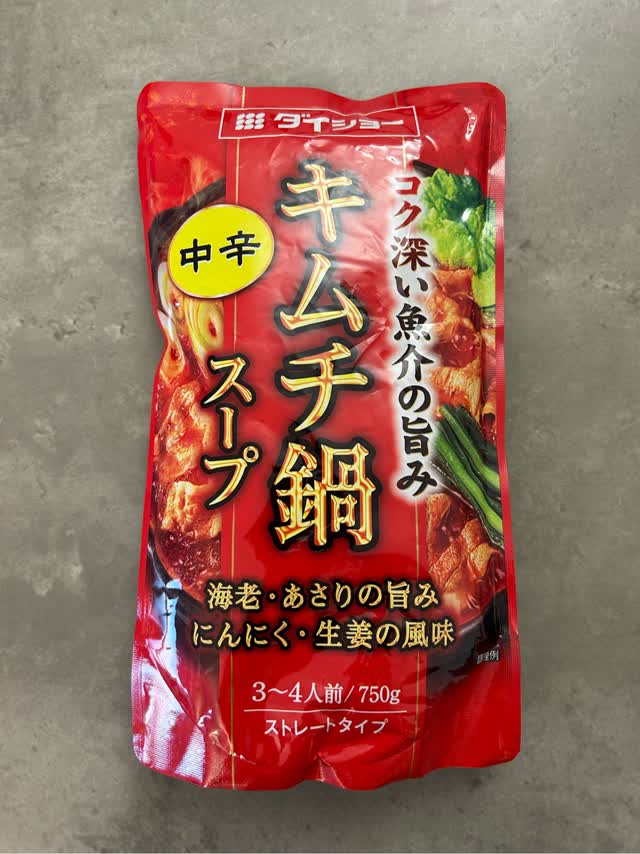 ダイショー
コク深い魚介の旨み
キムチ鍋
スープ
中辛
海老・あさりの旨み
にんにく・生姜の風味
3〜4人前/750g
ストレートタイプ
調理例